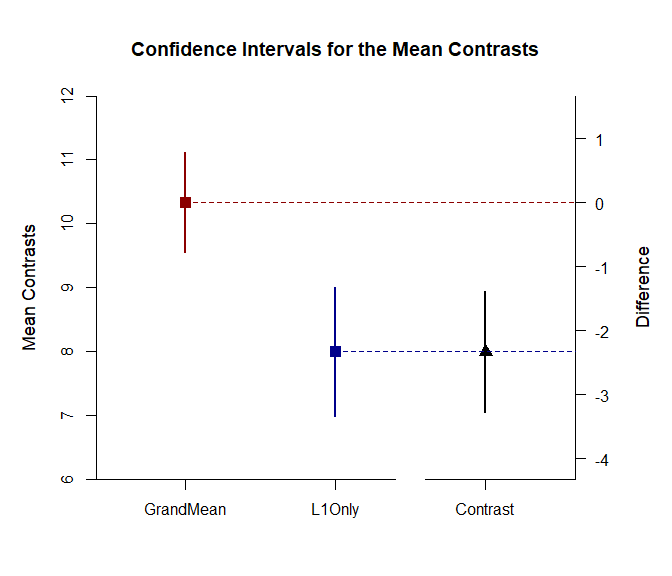 Confidence Intervals for the Mean Contrasts
Mean Contrasts
12
11
10
9
8
7
6
1
0
-1
-2
-3
-4
Difference
GrandMean
L1Only
Contrast